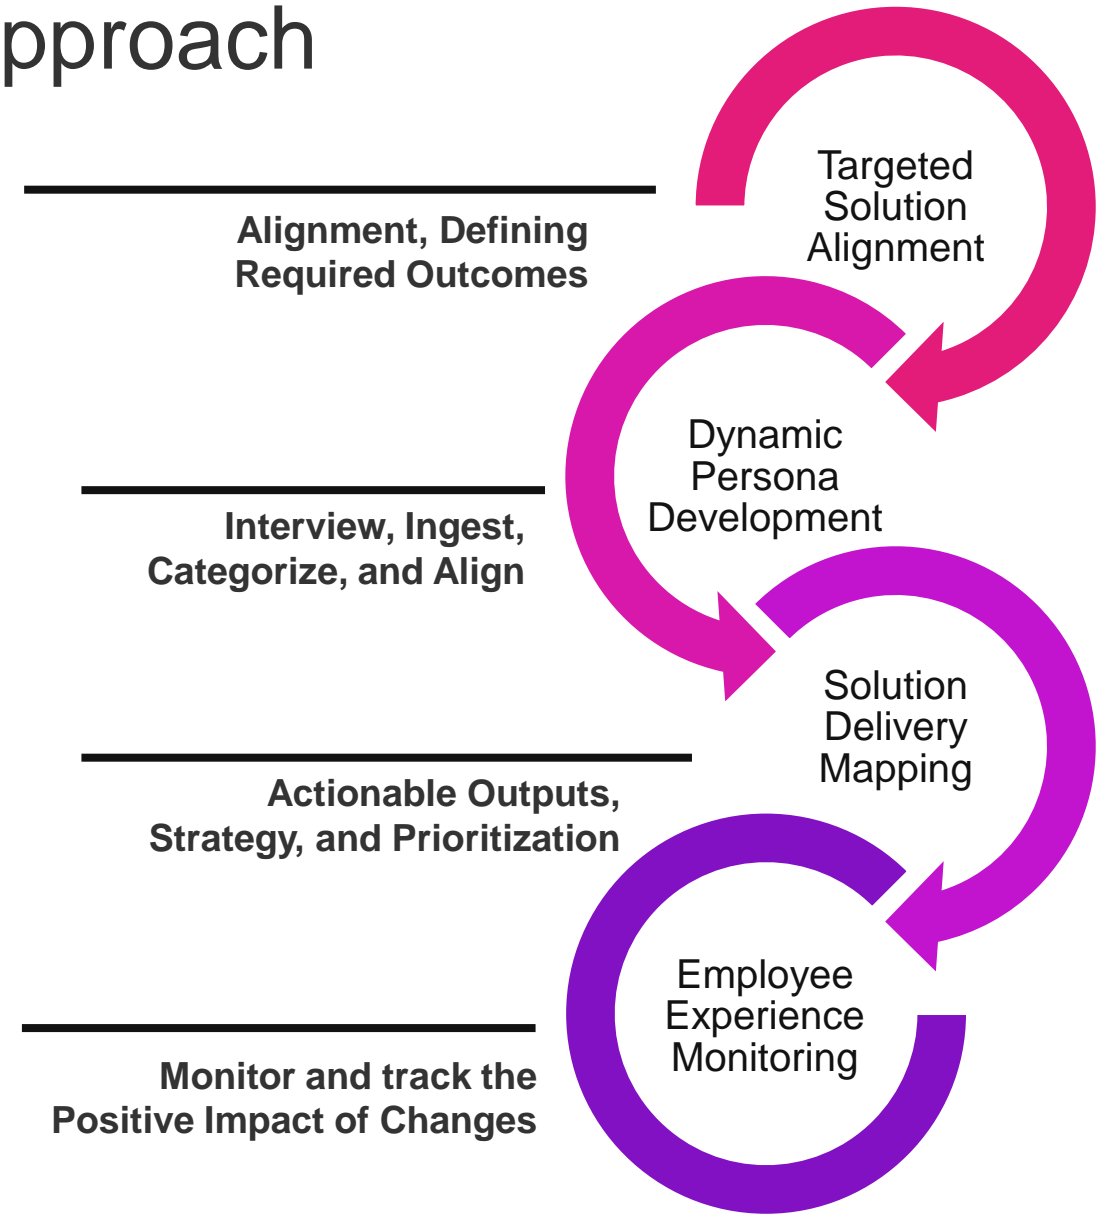 pproach
Targeted
Solution
Alignment
Alignment, Defining
Required Outcomes
Dynamic
Persona
Development
Interview, Ingest,
Categorize, and Align
Solution
Delivery
Mapping
Actionable Outputs,
Strategy, and Prioritization
Employee
Experience
Monitoring
Monitor and track the
Positive Impact of Changes